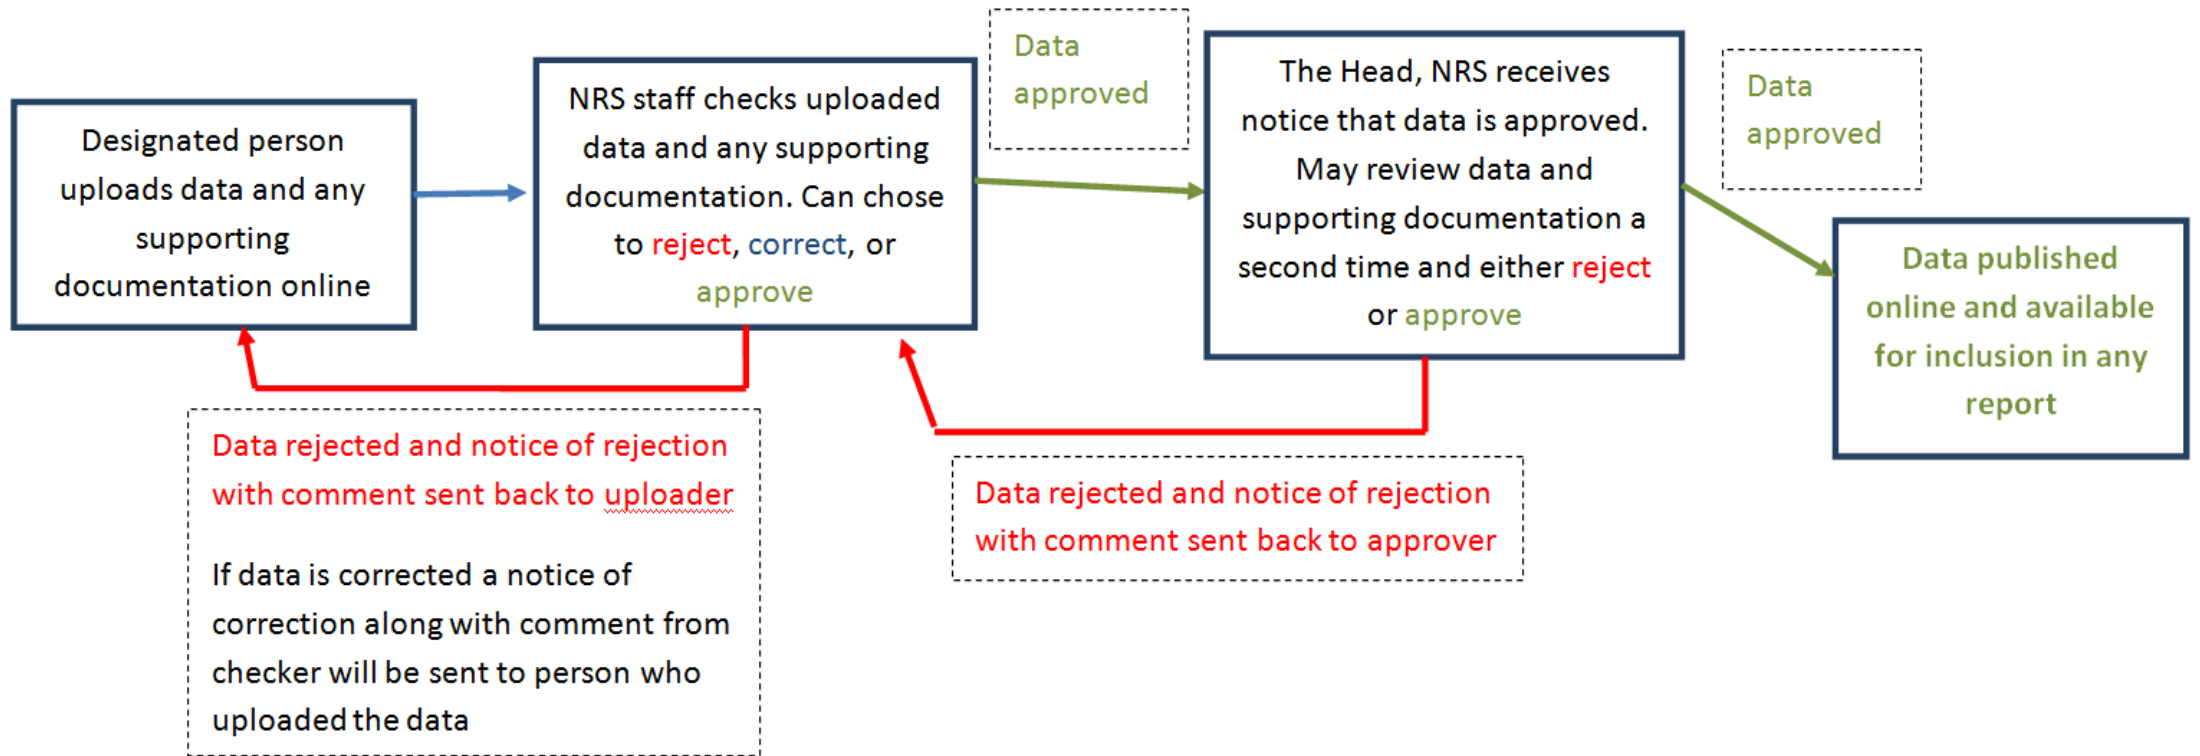 Designated person
uploads data and any
supporting
documentation online
NRS staff checks uploaded
data and any supporting
documentation. Can chose
to reject, correct, or
approve
Data
approved
The Head, NRS receives
notice that data is approved.
May review data and
supporting documentation a
second time and either reject
or approve
Data
approved
Data published
online and available
for inclusion in any
report
Data rejected and notice of rejection
with comment sent back to uploader
If data is corrected a notice of
correction along with comment from
checker will be sent to person who
uploaded the data
Data rejected and notice of rejection
with comment sent back to approver